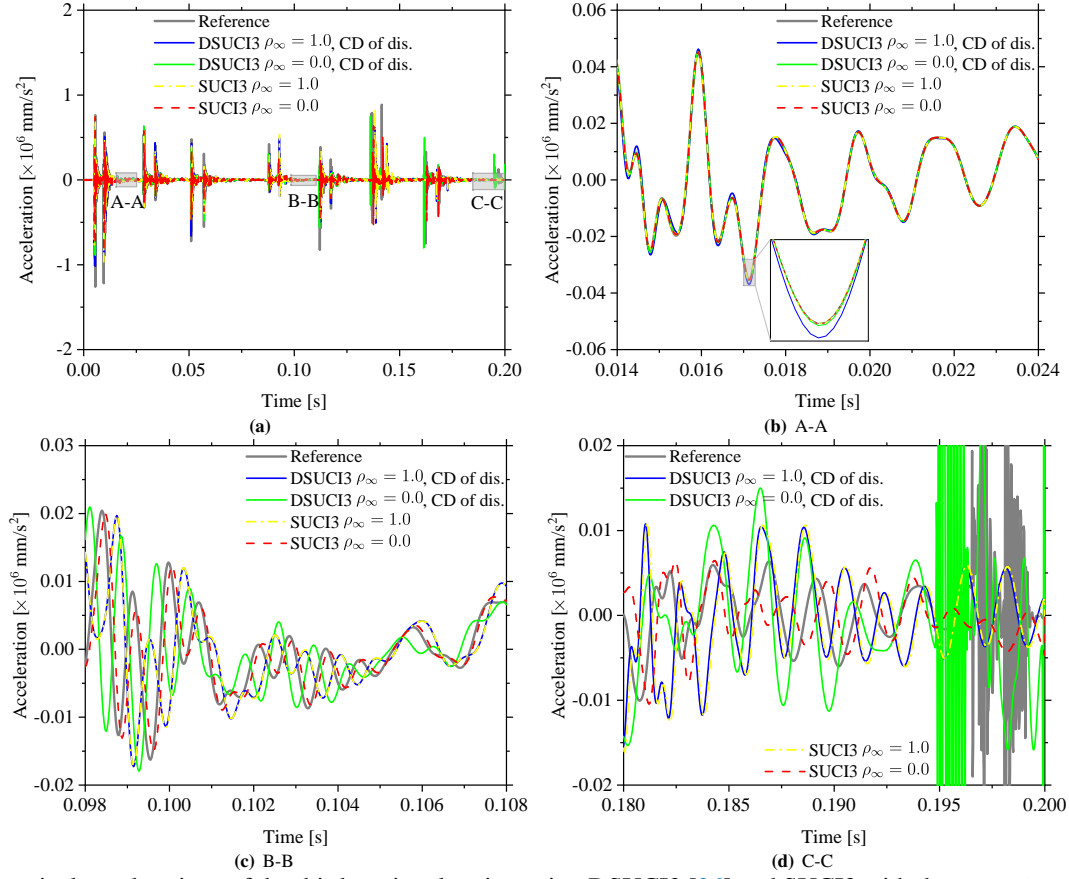 Reference
DSUCI3 ρ∞ = 1.0, CD of dis.
DSUCI3 ρ∞ = 0.0, CD of dis.
SUCI3 ρ∞ = 1.0
SUCI3 ρ∞ = 0.0
2
1
0
-1
-2
Acceleration [×10⁶ mm/s²]
A-A
B-B
C-C
0.00 0.05 0.10 0.15 0.20
Time [s]
(a)
Reference
DSUCI3 ρ∞ = 1.0, CD of dis.
DSUCI3 ρ∞ = 0.0, CD of dis.
SUCI3 ρ∞ = 1.0
SUCI3 ρ∞ = 0.0
0.06
0.04
0.02
0.00
-0.02
-0.04
-0.06
Acceleration [×10⁶ mm/s²]
0.014 0.016 0.018 0.020 0.022 0.024
Time [s]
(b) A-A
Reference
DSUCI3 ρ∞ = 1.0, CD of dis.
DSUCI3 ρ∞ = 0.0, CD of dis.
SUCI3 ρ∞ = 1.0
SUCI3 ρ∞ = 0.0
0.03
0.02
0.01
0.00
-0.01
-0.02
Acceleration [×10⁶ mm/s²]
0.098 0.100 0.102 0.104 0.106 0.108
Time [s]
(c) B-B
Reference
DSUCI3 ρ∞ = 1.0, CD of dis.
DSUCI3 ρ∞ = 0.0, CD of dis.
0.02
0.01
0.00
-0.01
-0.02
Acceleration [×10⁶ mm/s²]
SUCI3 ρ∞ = 1.0
SUCI3 ρ∞ = 0.0
0.180 0.185 0.190 0.195 0.200
Time [s]
(d) C-C